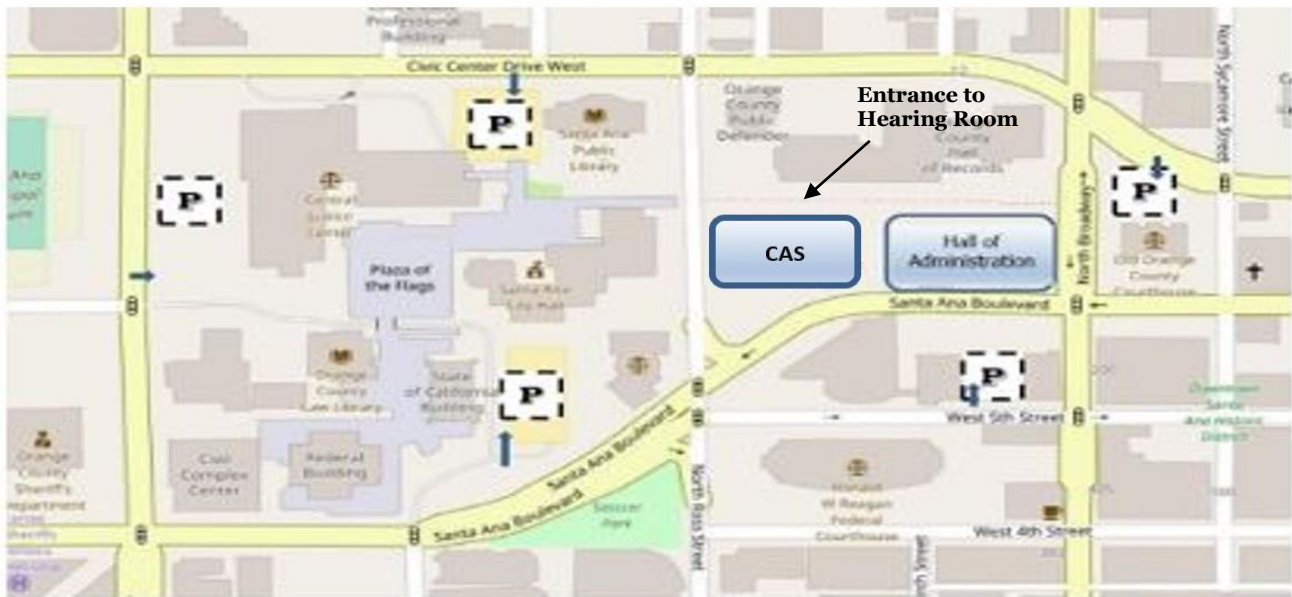 Professional
Building
Civic Center Drive West
P
Santa Ana
Public
Library
Orange
County
Public
Defender
Entrance to
Hearing Room
County
Hall
of Records
North Sycamore Street
P
P
Central
Justice
Center
CAS
Hall of
Administration
North Broadway
Old Orange
County
Courthouse
Plaza of
the Flags
Santa Ana
City Hall
Santa Ana Boulevard
Orange
County
Law Library
State
of California
Building
P
P
West 5th Street
Downtown
Santa
Ana Historic
District
Orange
County
Sheriff's
Department
Civil
Complex
Center
Federal
Building
Santa Ana Boulevard
Santa Ana Boulevard
North Ross Street
Ronald
W Reagan
Federal
Courthouse
West 4th Street
Sasscer
Park
H